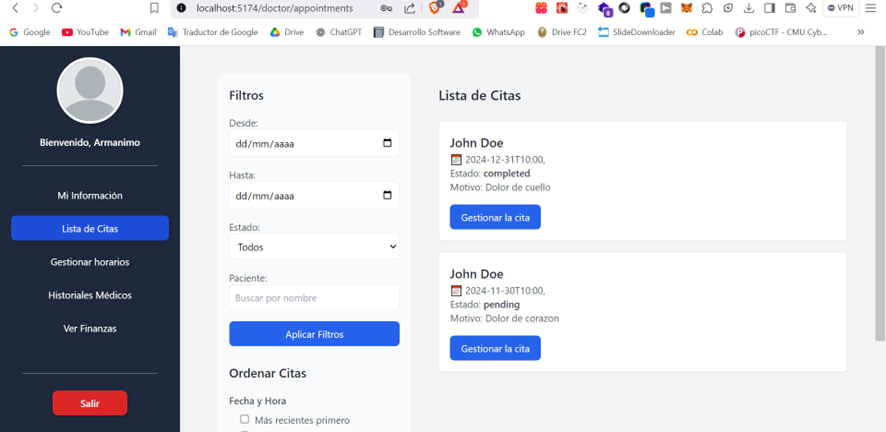 localhost:5174/doctor/appointments
VPN
Google
YouTube
Gmail
Traductor de Google
Drive
ChatGPT
Desarrollo Software
WhatsApp
Drive FC2
SlideDownloader
Colab
picoCTF - CMU Cyb...
»
Bienvenido, Armanimo
Mi Información
Lista de Citas
Gestionar horarios
Historiales Médicos
Ver Finanzas
Salir
Filtros
Desde:
dd/mm/aaaa
Hasta:
dd/mm/aaaa
Estado:
Todos
Paciente:
Buscar por nombre
Aplicar Filtros
Ordenar Citas
Fecha y Hora
Más recientes primero
Lista de Citas
John Doe
2024-12-31T10:00,
Estado: completed
Motivo: Dolor de cuello
Gestionar la cita
John Doe
2024-11-30T10:00,
Estado: pending
Motivo: Dolor de corazon
Gestionar la cita